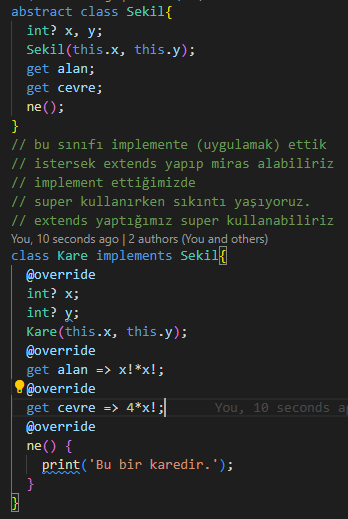 abstract class Sekil{
int? x, y;
Sekil(this.x, this.y);
get alan;
get cevre;
ne();
}
// bu sınıfı implemente (uygulamak) ettik
// istersek extends yapıp miras alabiliriz
// implement ettiğimizde
// super kullanırken sıkıntı yaşıyoruz.
// extends yaptığımız super kullanabiliriz
You, 10 seconds ago | 2 authors (You and others)
class Kare implements Sekil{
@override
int? x;
int? y;
Kare(this.x, this.y);
@override
get alan => x!*x!;
@override
get cevre => 4*x!; You, 10 seconds ag
@override
ne() {
print('Bu bir karedir.');
}
}